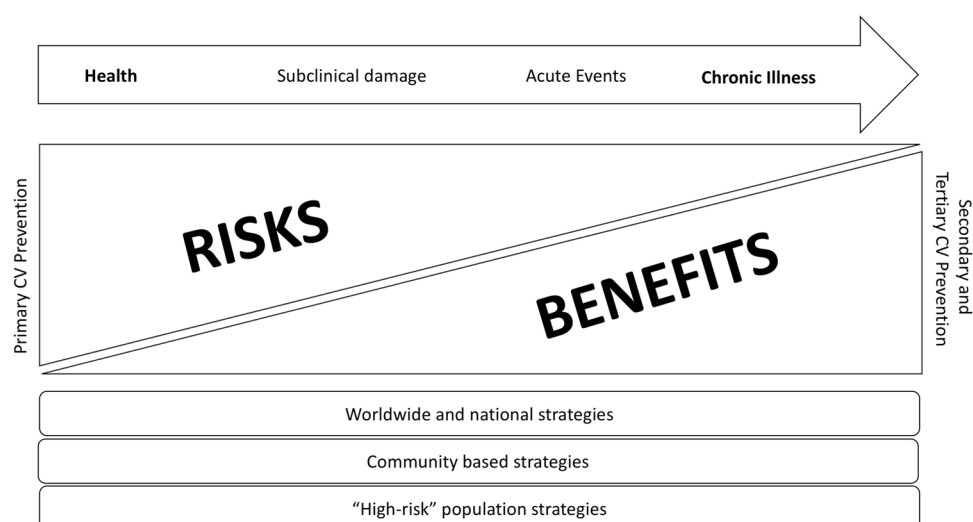 Health
Subclinical damage
Acute Events
Chronic Illness
Primary CV Prevention
RISKS
BENEFITS
Secondary and
Tertiary CV Prevention
Worldwide and national strategies
Community based strategies
“High-risk” population strategies